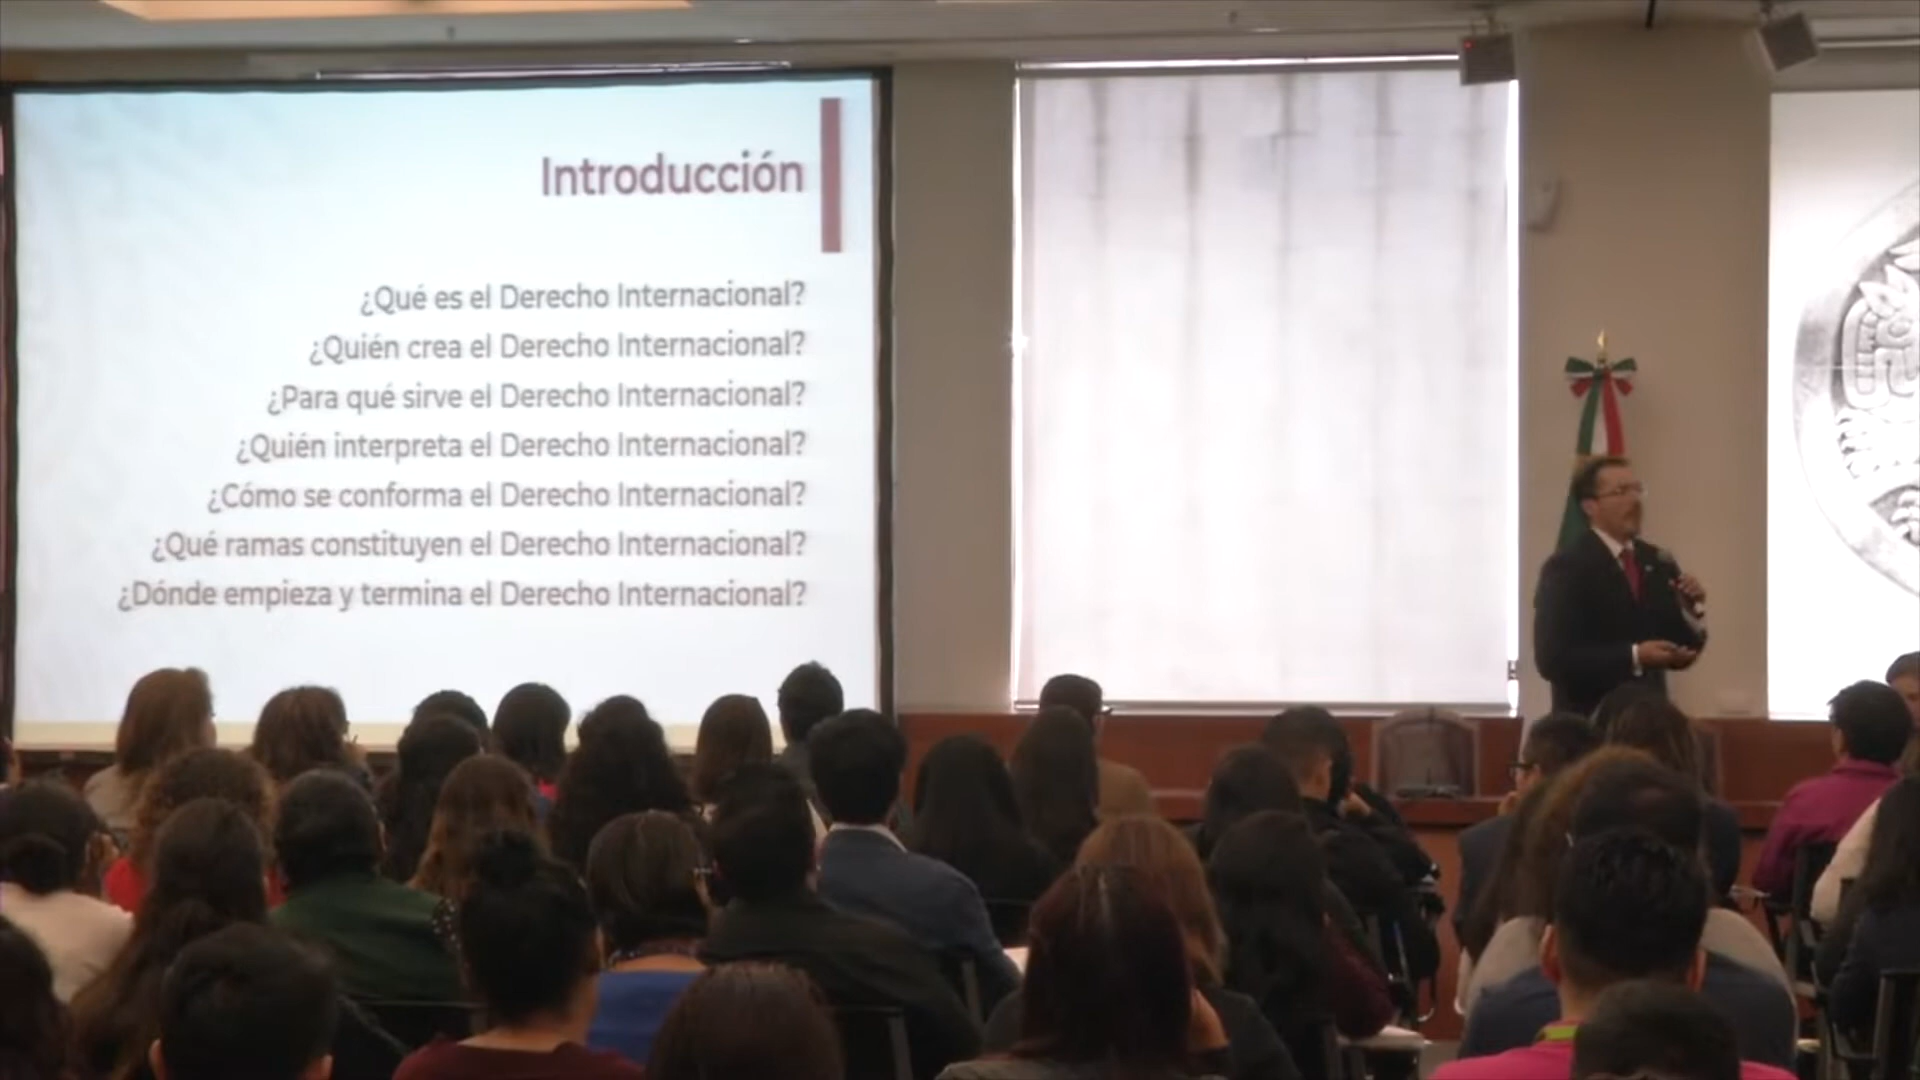 Introducción
¿Qué es el Derecho Internacional?
¿Quién crea el Derecho Internacional?
¿Para qué sirve el Derecho Internacional?
¿Quién interpreta el Derecho Internacional?
¿Cómo se conforma el Derecho Internacional?
¿Qué ramas constituyen el Derecho Internacional?
¿Dónde empieza y termina el Derecho Internacional?